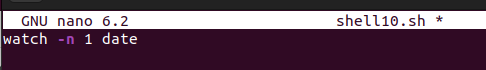 GNU nano 6.2 shell10.sh *
watch -n 1 date